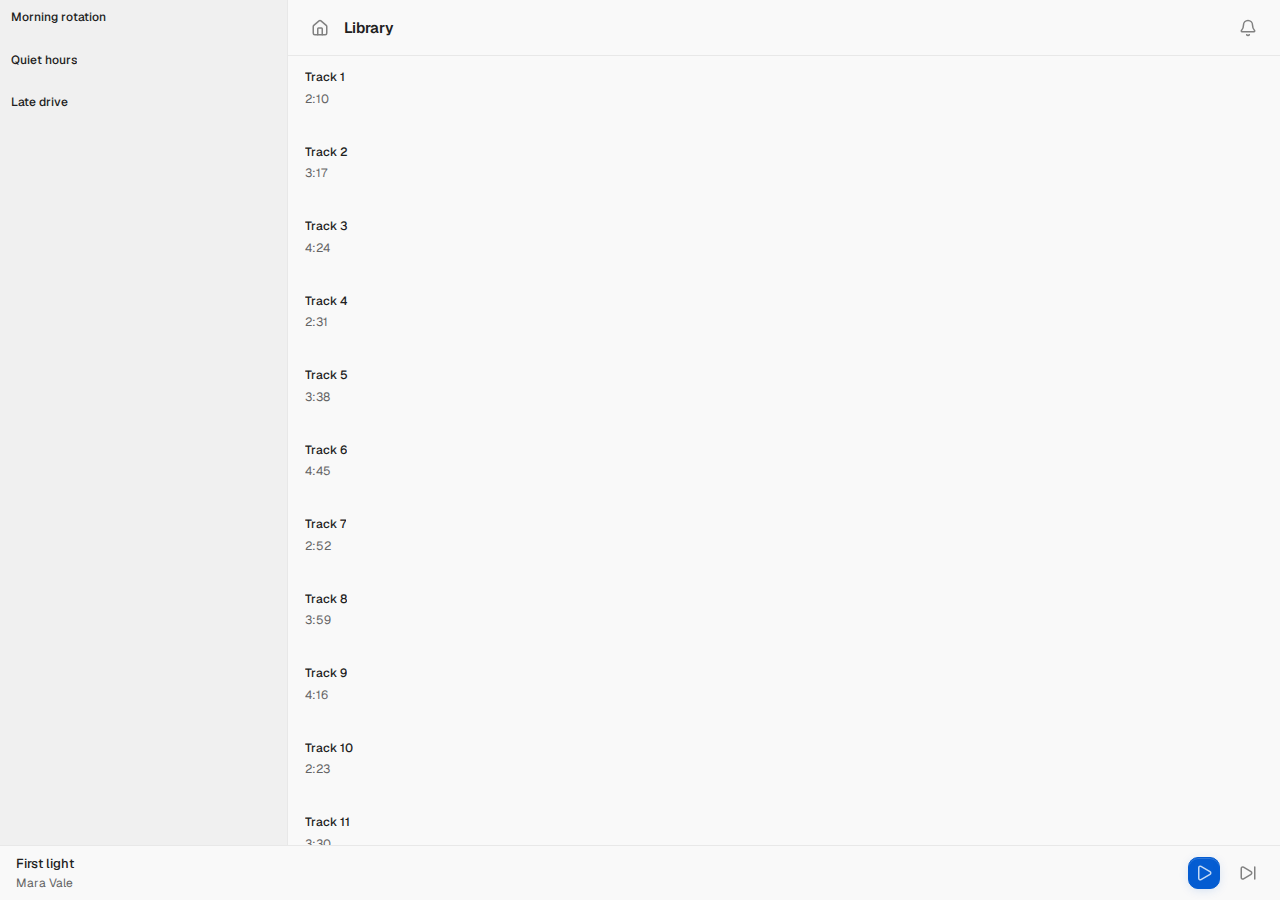 Morning rotation
Quiet hours
Late drive
Library
Track 1
2:10
Track 2
3:17
Track 3
4:24
Track 4
2:31
Track 5
3:38
Track 6
4:45
Track 7
2:52
Track 8
3:59
Track 9
4:16
Track 10
2:23
Track 11
3:30
First light
Mara Vale